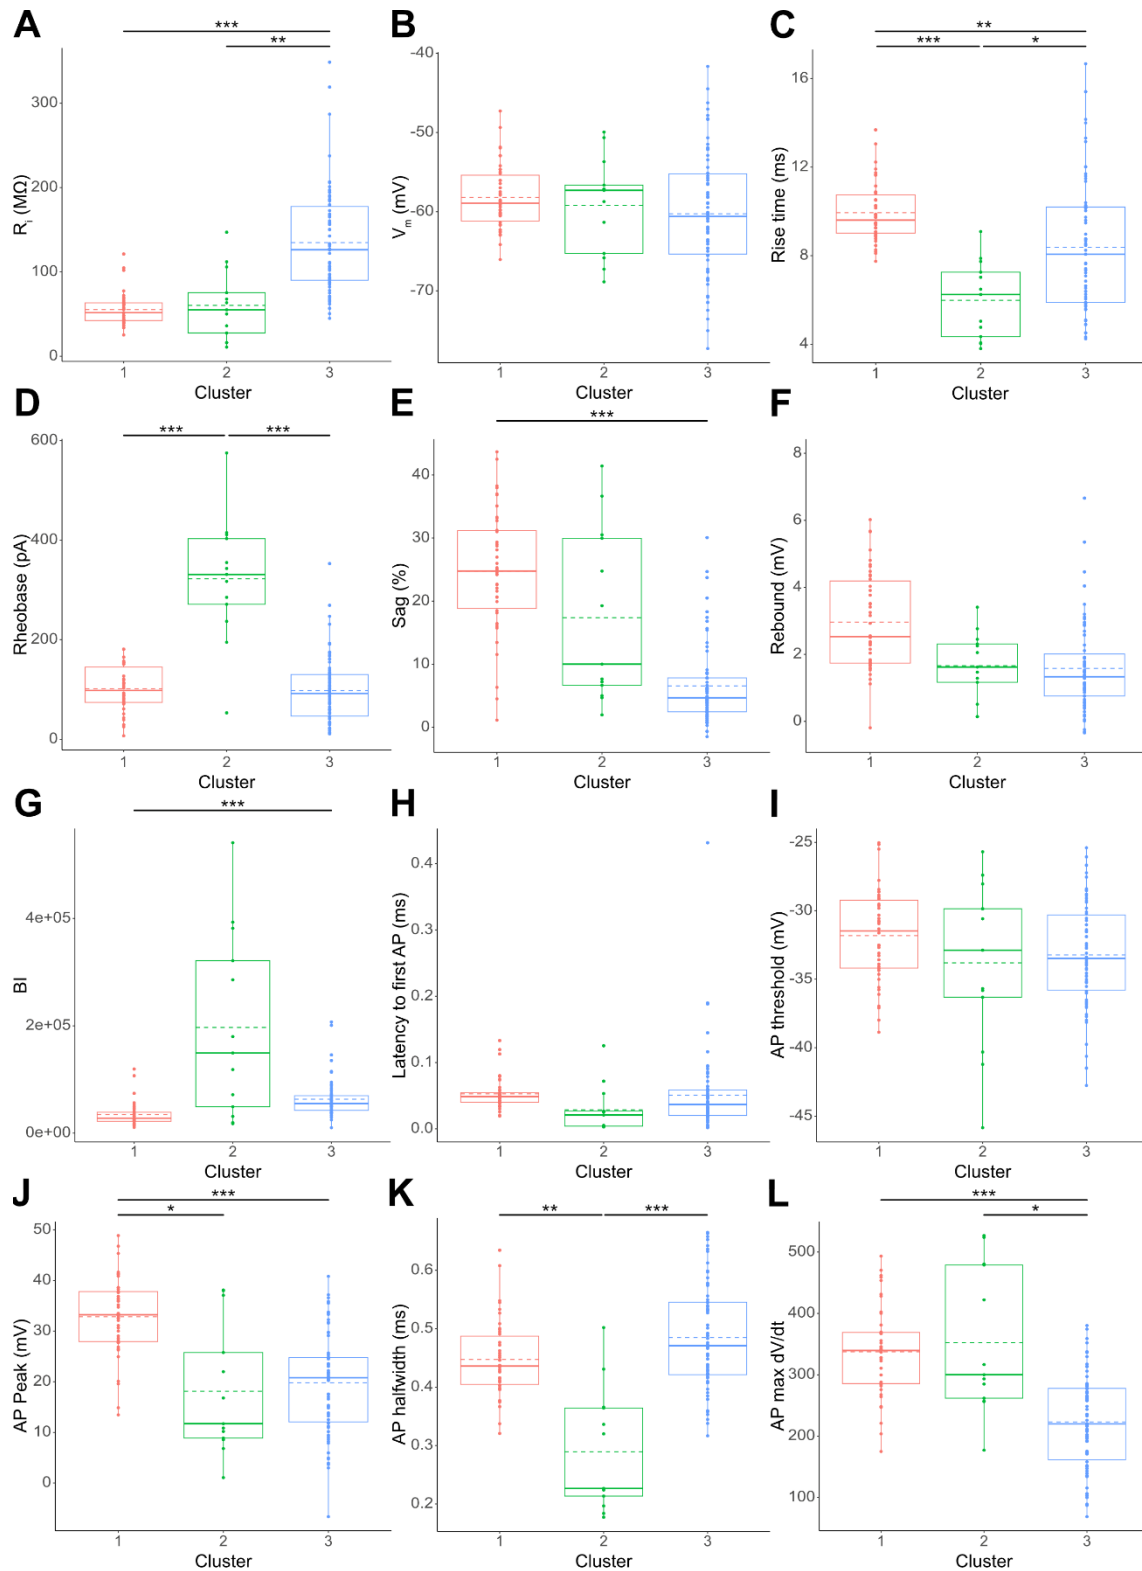 A
***
**
300
200
100
0
Rᵢ (MΩ)
1 2 3
Cluster
B
-40
-50
-60
-70
Vₘ (mV)
1 2 3
Cluster
C
**
*** *
16
12
8
4
Rise time (ms)
1 2 3
Cluster
D
*** ***
600
400
200
0
Rheobase (pA)
1 2 3
Cluster
E
***
40
30
20
10
0
Sag (%)
1 2 3
Cluster
F
8
6
4
2
0
Rebound (mV)
1 2 3
Cluster
G
***
4e+05
2e+05
0e+00
BI
1 2 3
Cluster
H
0.4
0.3
0.2
0.1
0.0
Latency to first AP (ms)
1 2 3
Cluster
I
-25
-30
-35
-40
-45
AP threshold (mV)
1 2 3
Cluster
J
***
*
50
40
30
20
10
0
AP Peak (mV)
1 2 3
Cluster
K
** ***
0.6
0.5
0.4
0.3
0.2
AP halfwidth (ms)
1 2 3
Cluster
L
***
*
500
400
300
200
100
AP max dV/dt
1 2 3
Cluster